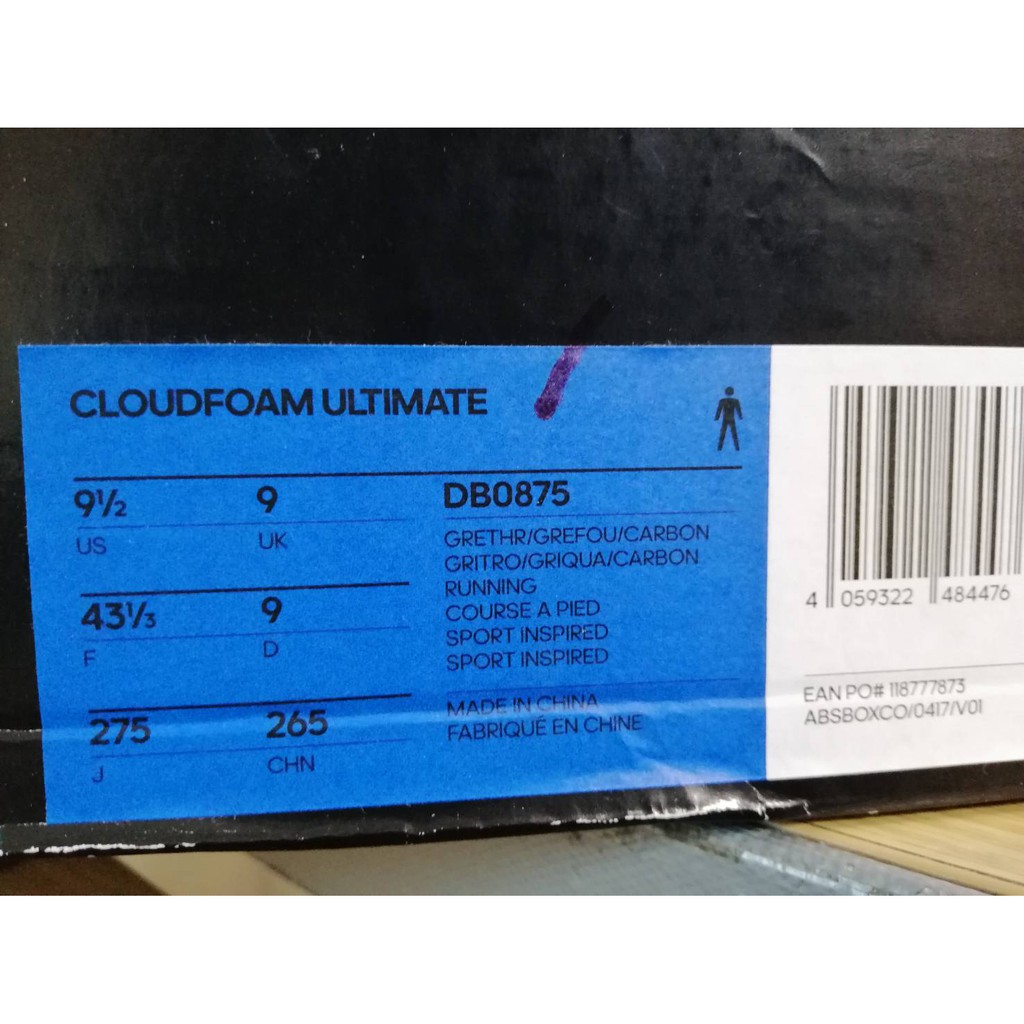 CLOUDFOAM ULTIMATE
9½ 9
US UK
43⅓ 9
F D
275 265
J CHN
DB0875
GRETHR/GREFOU/CARBON
GRITRO/GRIQUA/CARBON
RUNNING
COURSE A PIED
SPORT INSPIRED
SPORT INSPIRED
MADE IN CHINA
FABRIQUÉ EN CHINE
4 059322 484476
EAN PO# 118777873
ABSBOXCO/0417/V01